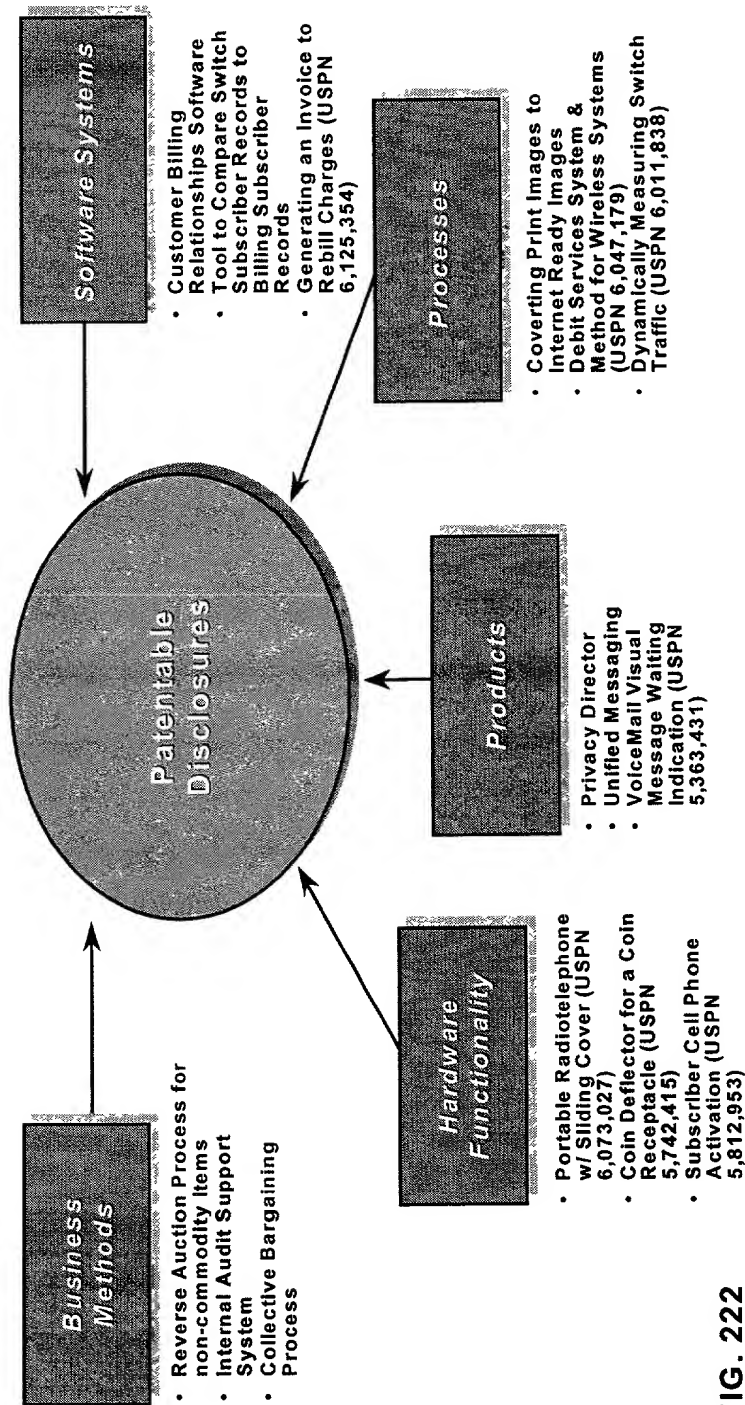 Patentable
Disclosures
Business
Methods
• Reverse Auction Process for
non-commodity Items
• Internal Audit Support
System
• Collective Bargaining
Process
Hardware
Functionality
• Portable Radiotelephone
w/ Sliding Cover (USPN
6,073,027)
• Coin Deflector for a Coin
Receptacle (USPN
5,742,415)
• Subscriber Cell Phone
Activation (USPN
5,812,953)
Products
• Privacy Director
• Unified Messaging
• VoiceMail Visual
Message Waiting
Indication (USPN
5,363,431)
Processes
• Coverting Print Images to
Internet Ready Images
• Debit Services System &
Method for Wireless Systems
(USPN 6,047,179)
• Dynamically Measuring Switch
Traffic (USPN 6,011,838)
Software Systems
• Customer Billing
Relationships Software
• Tool to Compare Switch
Subscriber Records to
Billing Subscriber
Records
• Generating an Invoice to
Rebill Charges (USPN
6,125,354)
IG. 222